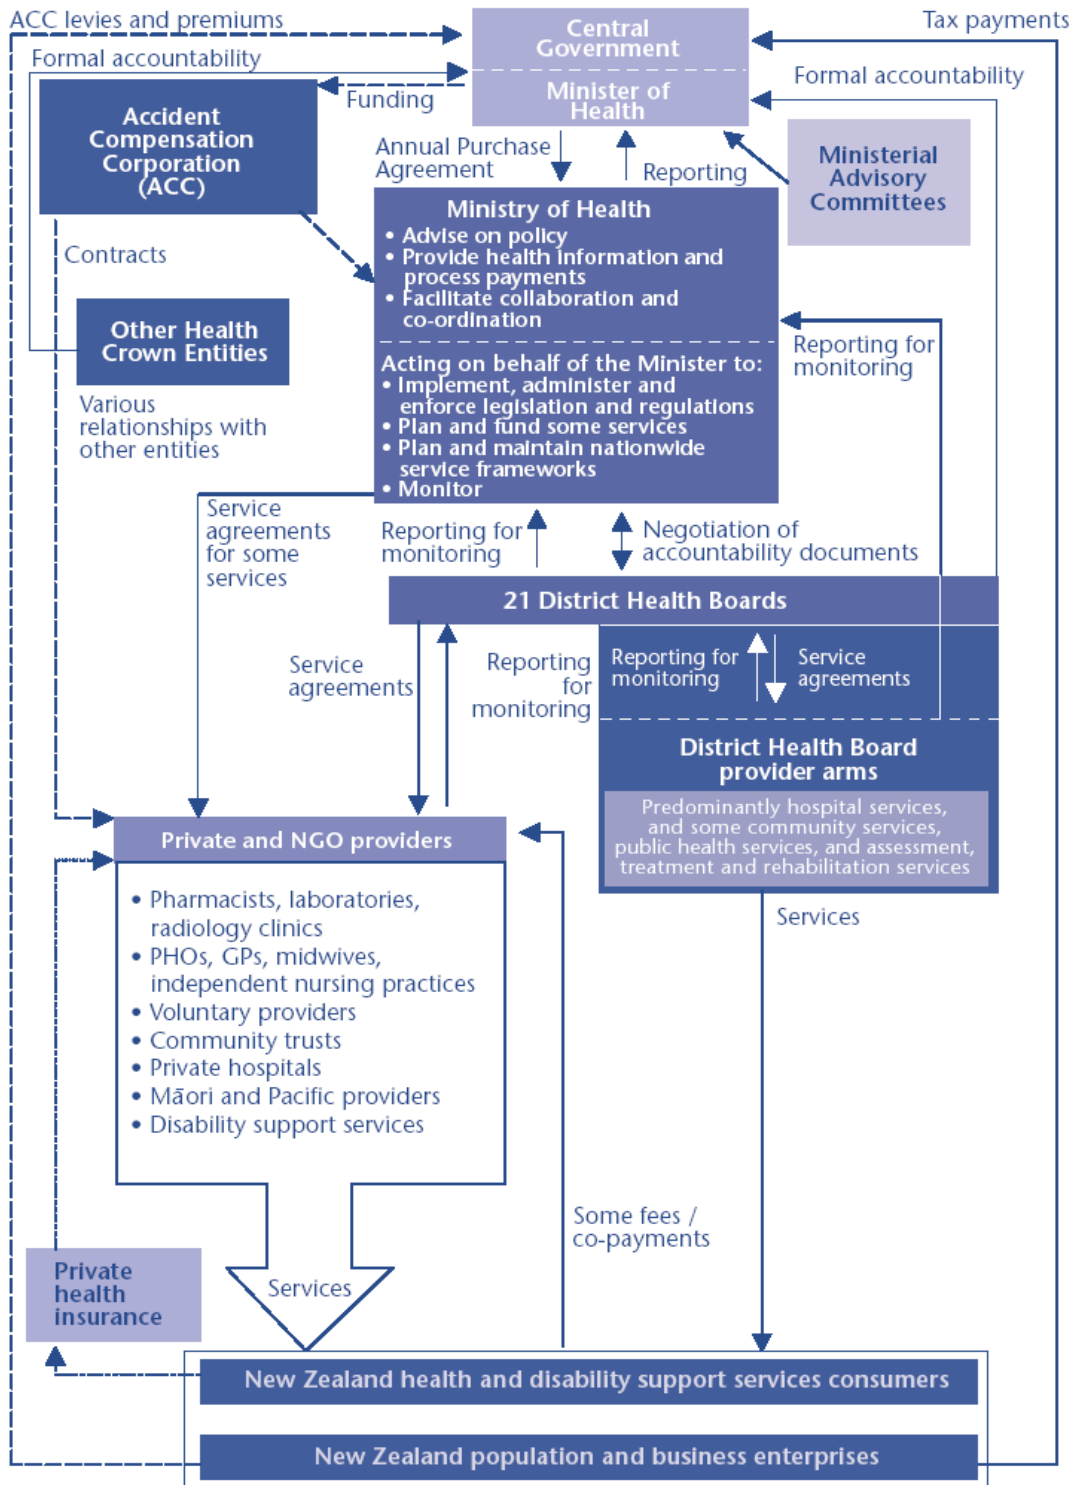 ACC levies and premiums
Tax payments
Central
Government
Formal accountability
Formal accountability
Funding
Minister of
Health
Accident
Compensation
Corporation
(ACC)
Annual Purchase
Agreement
Reporting
Ministerial
Advisory
Committees
Ministry of Health
• Advise on policy
• Provide health information and
process payments
• Facilitate collaboration and
co-ordination
Contracts
Other Health
Crown Entities
Reporting for
monitoring
Acting on behalf of the Minister to:
• Implement, administer and
enforce legislation and regulations
• Plan and fund some services
• Plan and maintain nationwide
service frameworks
• Monitor
Various
relationships with
other entities
Service
agreements
for some
services
Reporting for
monitoring
Negotiation of
accountability documents
21 District Health Boards
Service
agreements
Reporting
for
monitoring
Reporting for
monitoring
Service
agreements
District Health Board
provider arms
Predominantly hospital services,
and some community services,
public health services, and assessment,
treatment and rehabilitation services
Private and NGO providers
• Pharmacists, laboratories,
radiology clinics
• PHOs, GPs, midwives,
independent nursing practices
• Voluntary providers
• Community trusts
• Private hospitals
• Māori and Pacific providers
• Disability support services
Services
Some fees /
co-payments
Private
health
insurance
Services
New Zealand health and disability support services consumers
New Zealand population and business enterprises